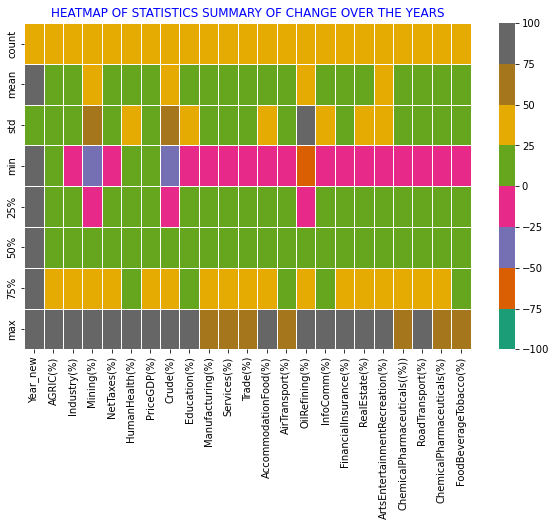 HEATMAP OF STATISTICS SUMMARY OF CHANGE OVER THE YEARS
count
mean
std
min
25%
50%
75%
max
100
75
50
25
0
−25
−50
−75
−100
Year_new
AGRIC(%)
Industry(%)
Mining(%)
NetTaxes(%)
HumanHealth(%)
PriceGDP(%)
Crude(%)
Education(%)
Manufacturing(%)
Services(%)
Trade(%)
AccommodationFood(%)
AirTransport(%)
OilRefining(%)
InfoComm(%)
FinancialInsurance(%)
RealEstate(%)
ArtsEntertainmentRecreation(%)
ChemicalPharmaceuticals((%))
RoadTransport(%)
ChemicalPharmaceuticals(%)
FoodBeverageTobacco(%)